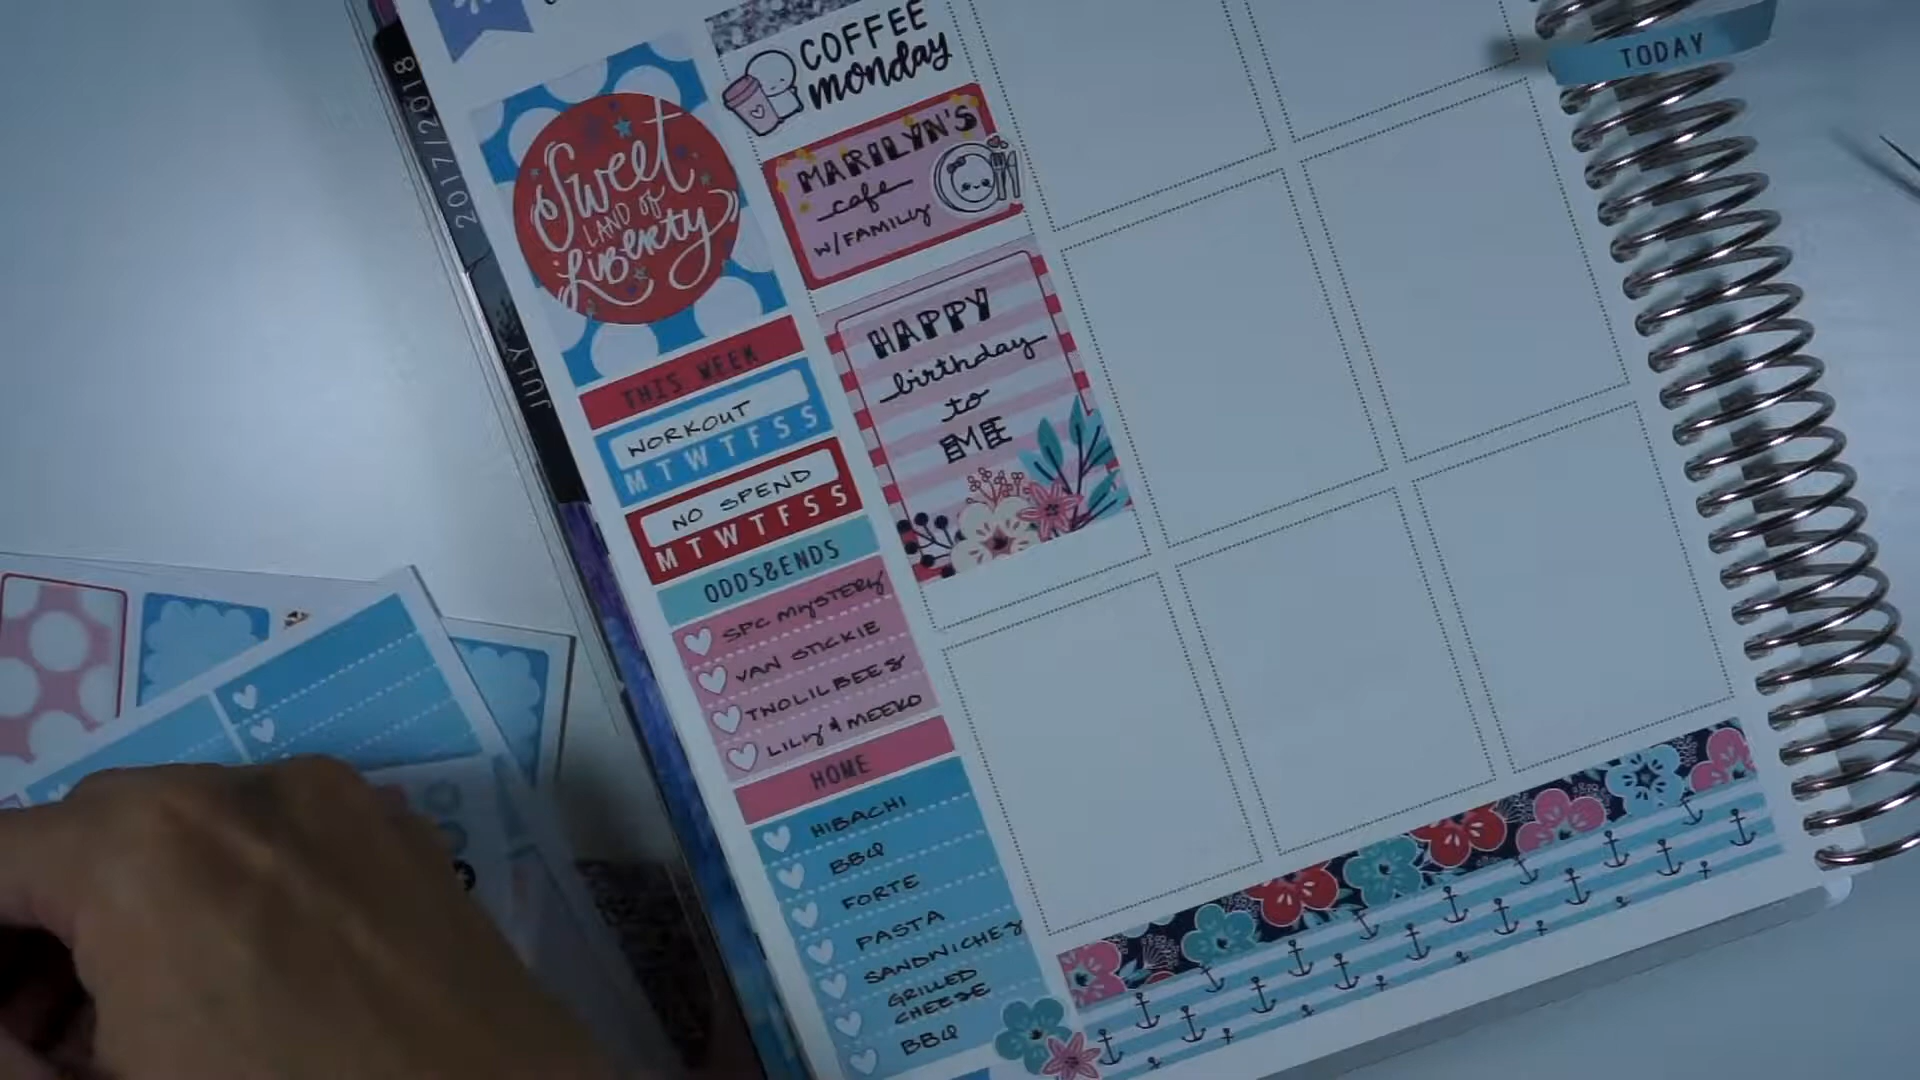 2017/2018
JULY
TODAY
Sweet
LAND OF
LIBERTY
THIS WEEK
WORKOUT
M T W T F S S
NO SPEND
M T W T F S S
ODDS&ENDS
SPC MYSTERY
VAN STICKIE
TWOLILBEES
LILY & MEEKO
HOME
HIBACHI
BBQ
FORTE
PASTA
SANDWICHES
GRILLED
CHEESE
BBQ
COFFEE
monday
MARILYN'S
cafe
W/FAMILY
HAPPY
birthday
to
ME